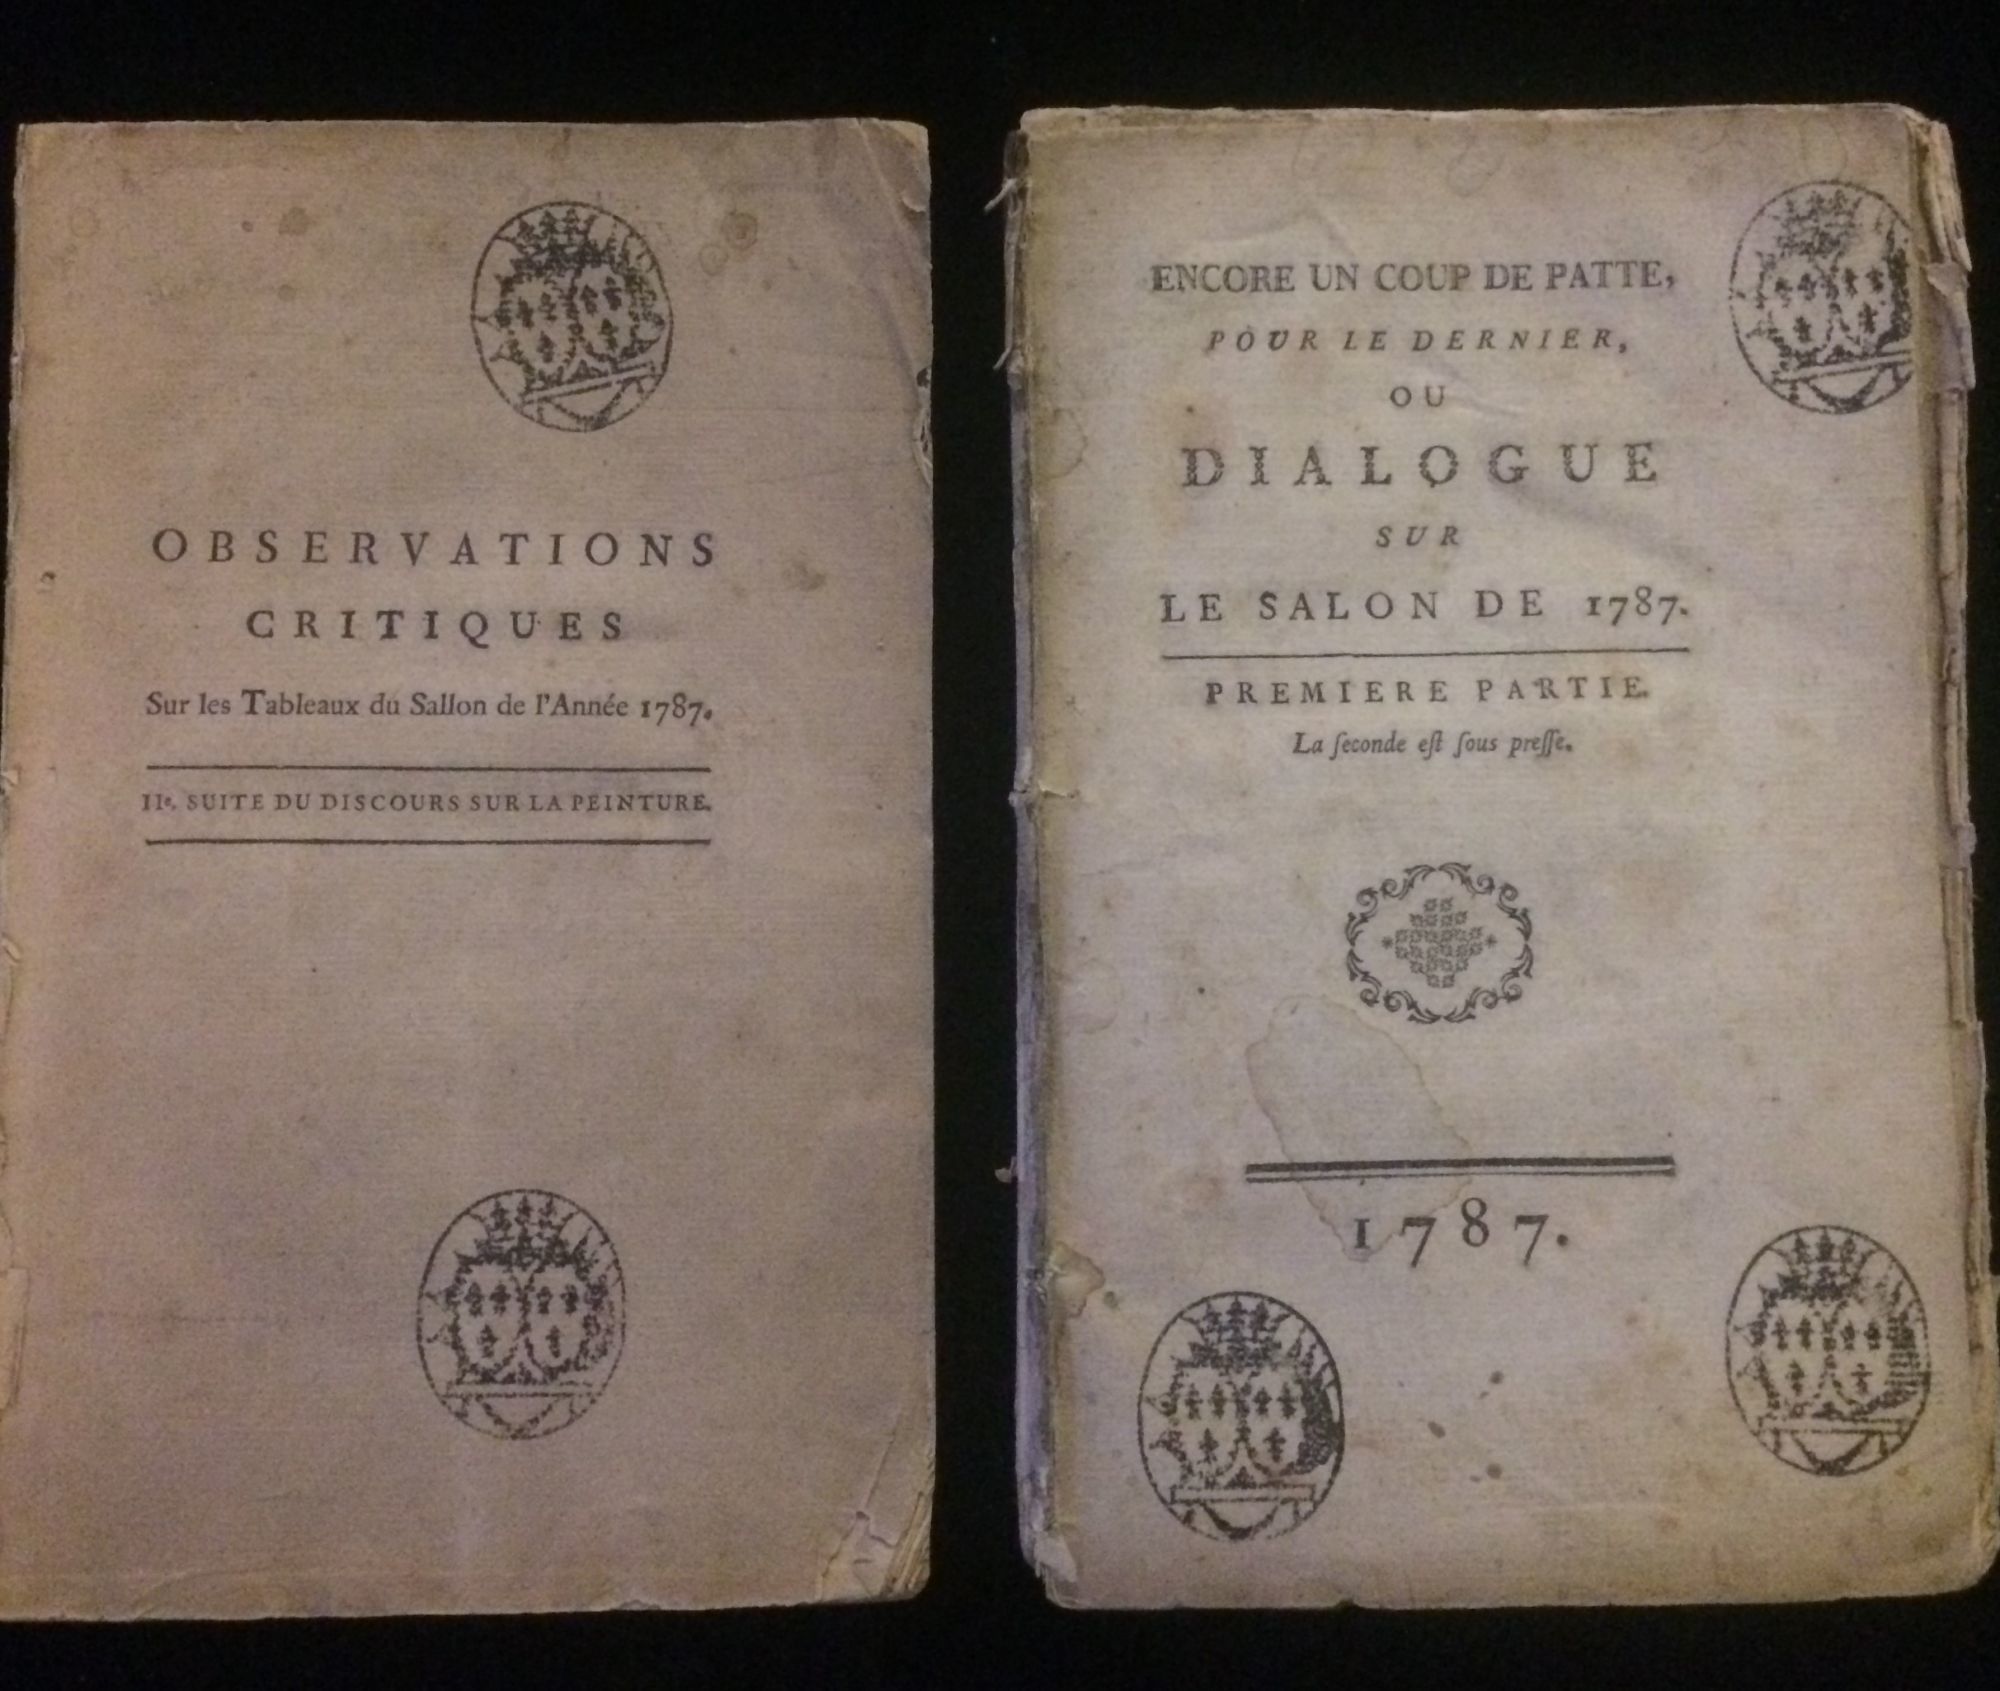 OBSERVATIONS
CRITIQUES
Sur les Tableaux du Sallon de l'Année 1787.
IIe. SUITE DU DISCOURS SUR LA PEINTURE.
ENCORE UN COUP DE PATTE,
POUR LE DERNIER,
OU
DIALOGUE
SUR
LE SALON DE 1787.
PREMIERE PARTIE.
La ſeconde eſt ſous preſſe.
1787.